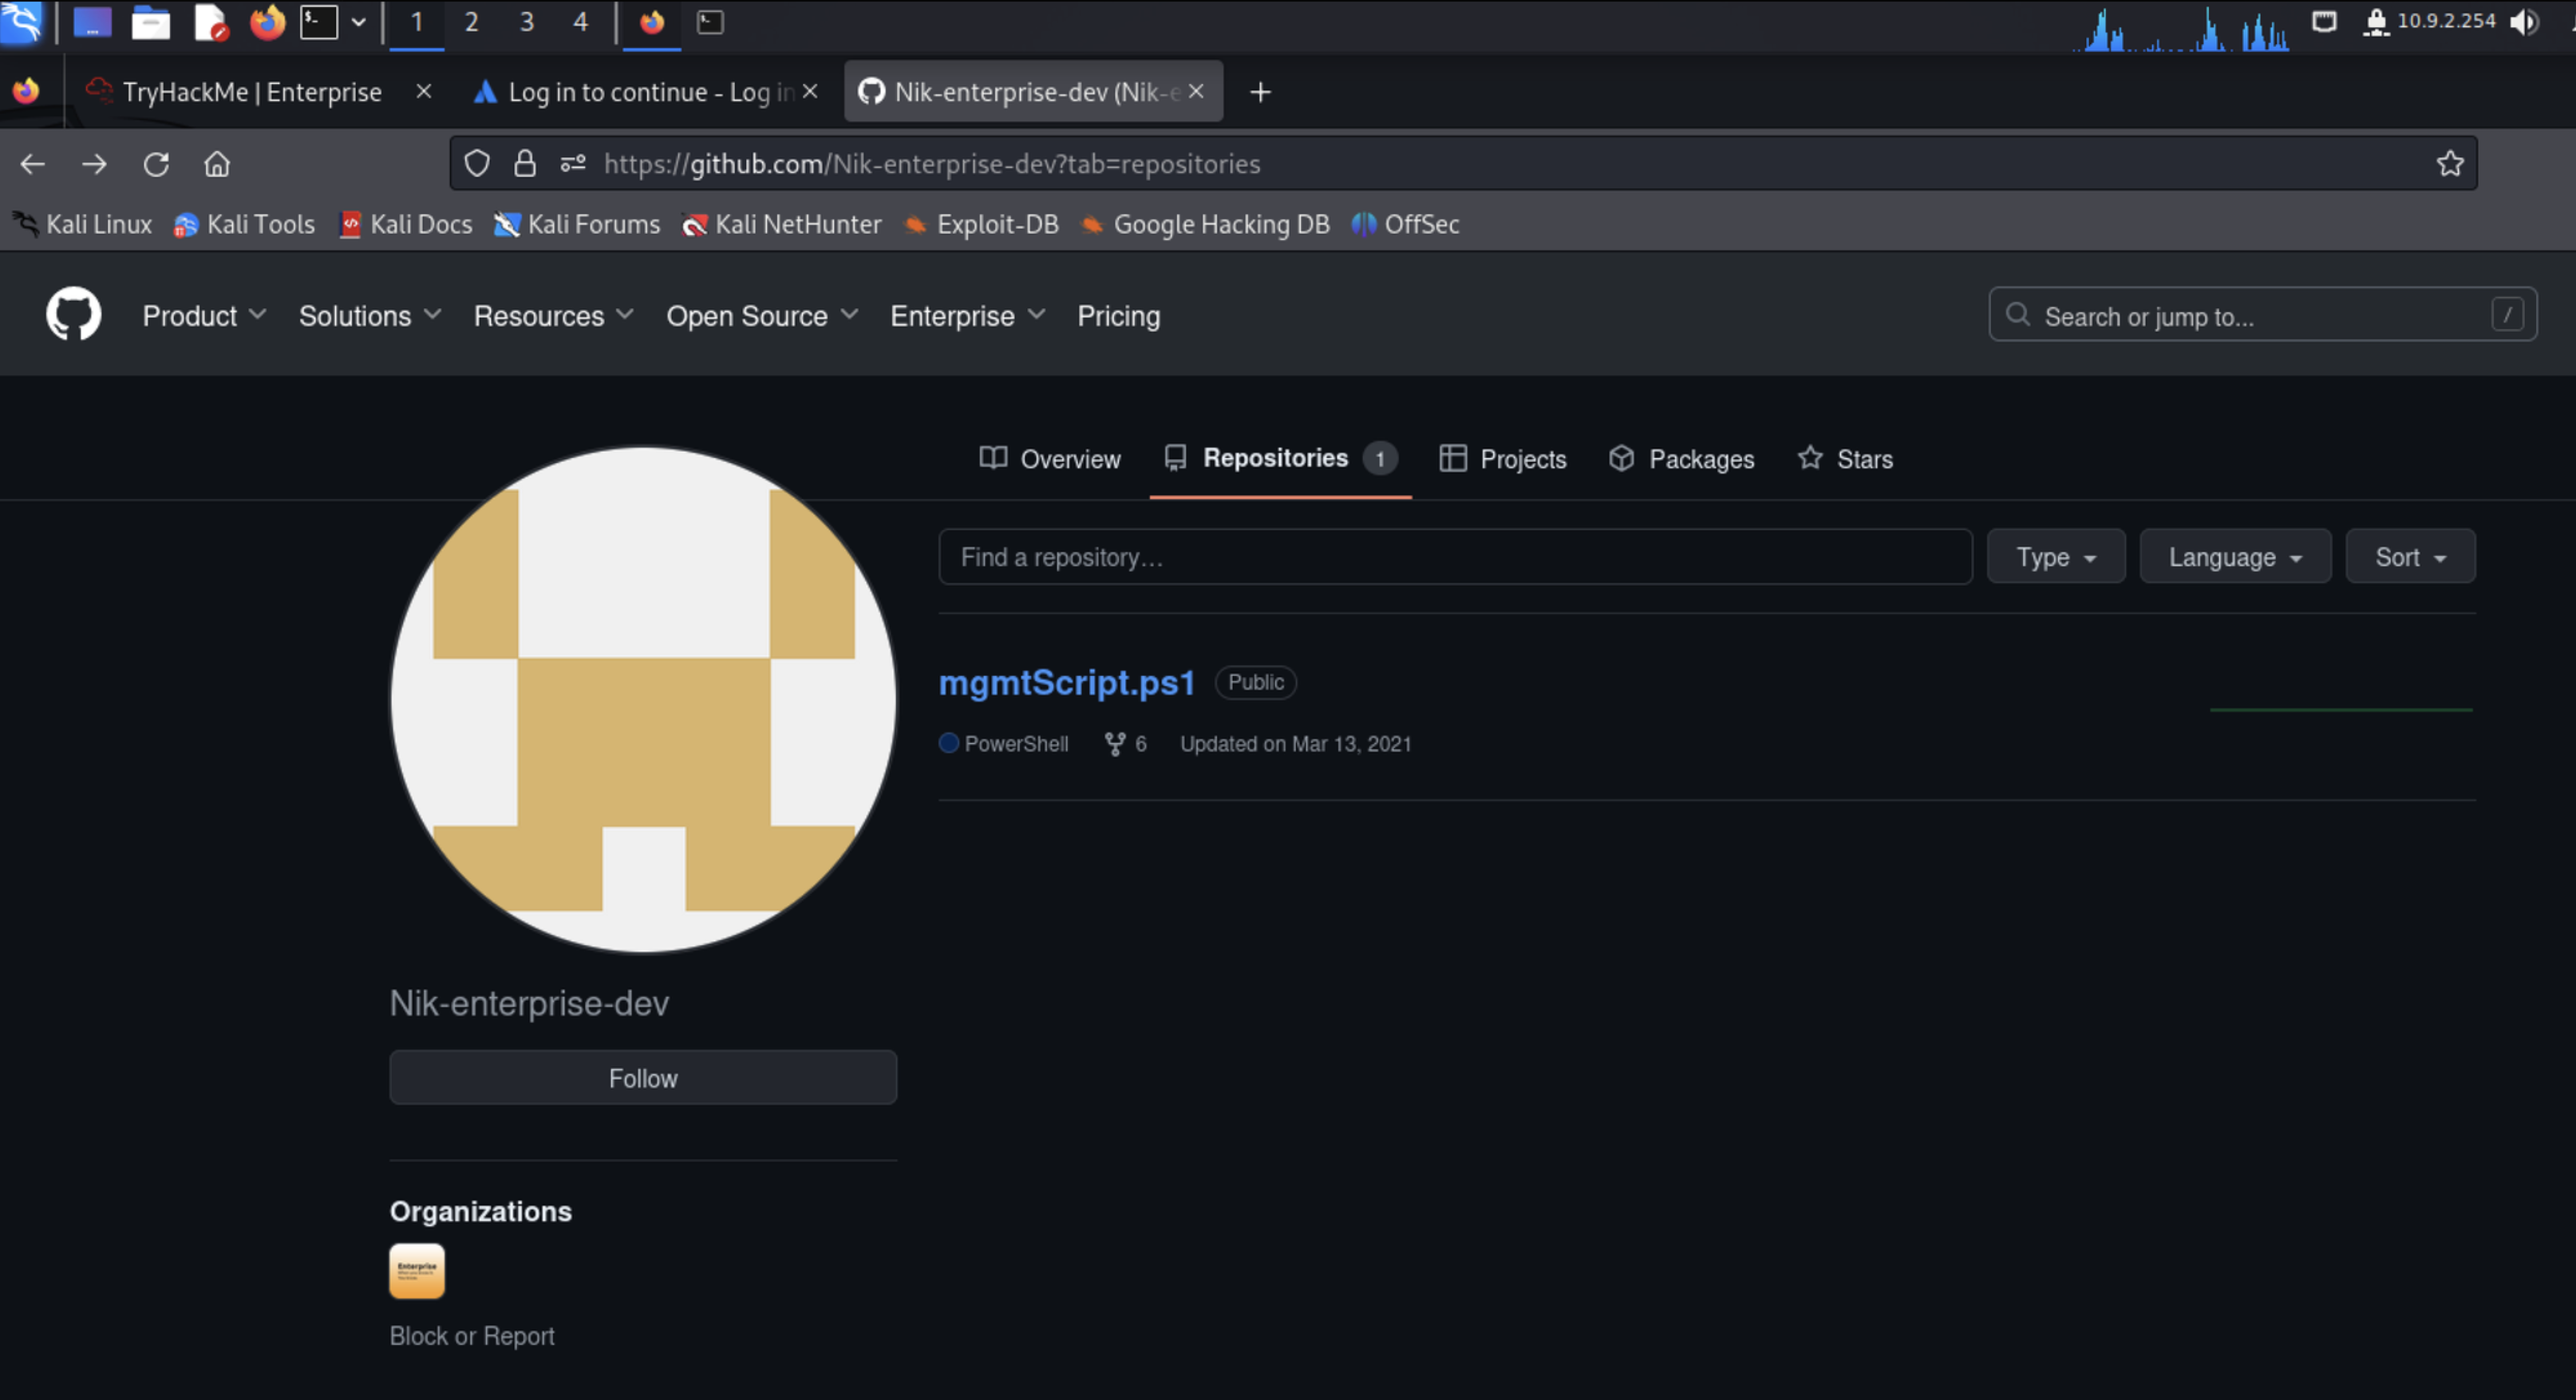 1 2 3 4 10.9.2.254
TryHackMe | Enterprise Log in to continue - Log in Nik-enterprise-dev (Nik-e
https://github.com/Nik-enterprise-dev?tab=repositories
Kali Linux Kali Tools Kali Docs Kali Forums Kali NetHunter Exploit-DB Google Hacking DB OffSec
Product Solutions Resources Open Source Enterprise Pricing Search or jump to... /
Overview Repositories 1 Projects Packages Stars
Find a repository… Type Language Sort
mgmtScript.ps1 Public
PowerShell 6 Updated on Mar 13, 2021
Nik-enterprise-dev
Follow
Organizations
Enterprise
Block or Report